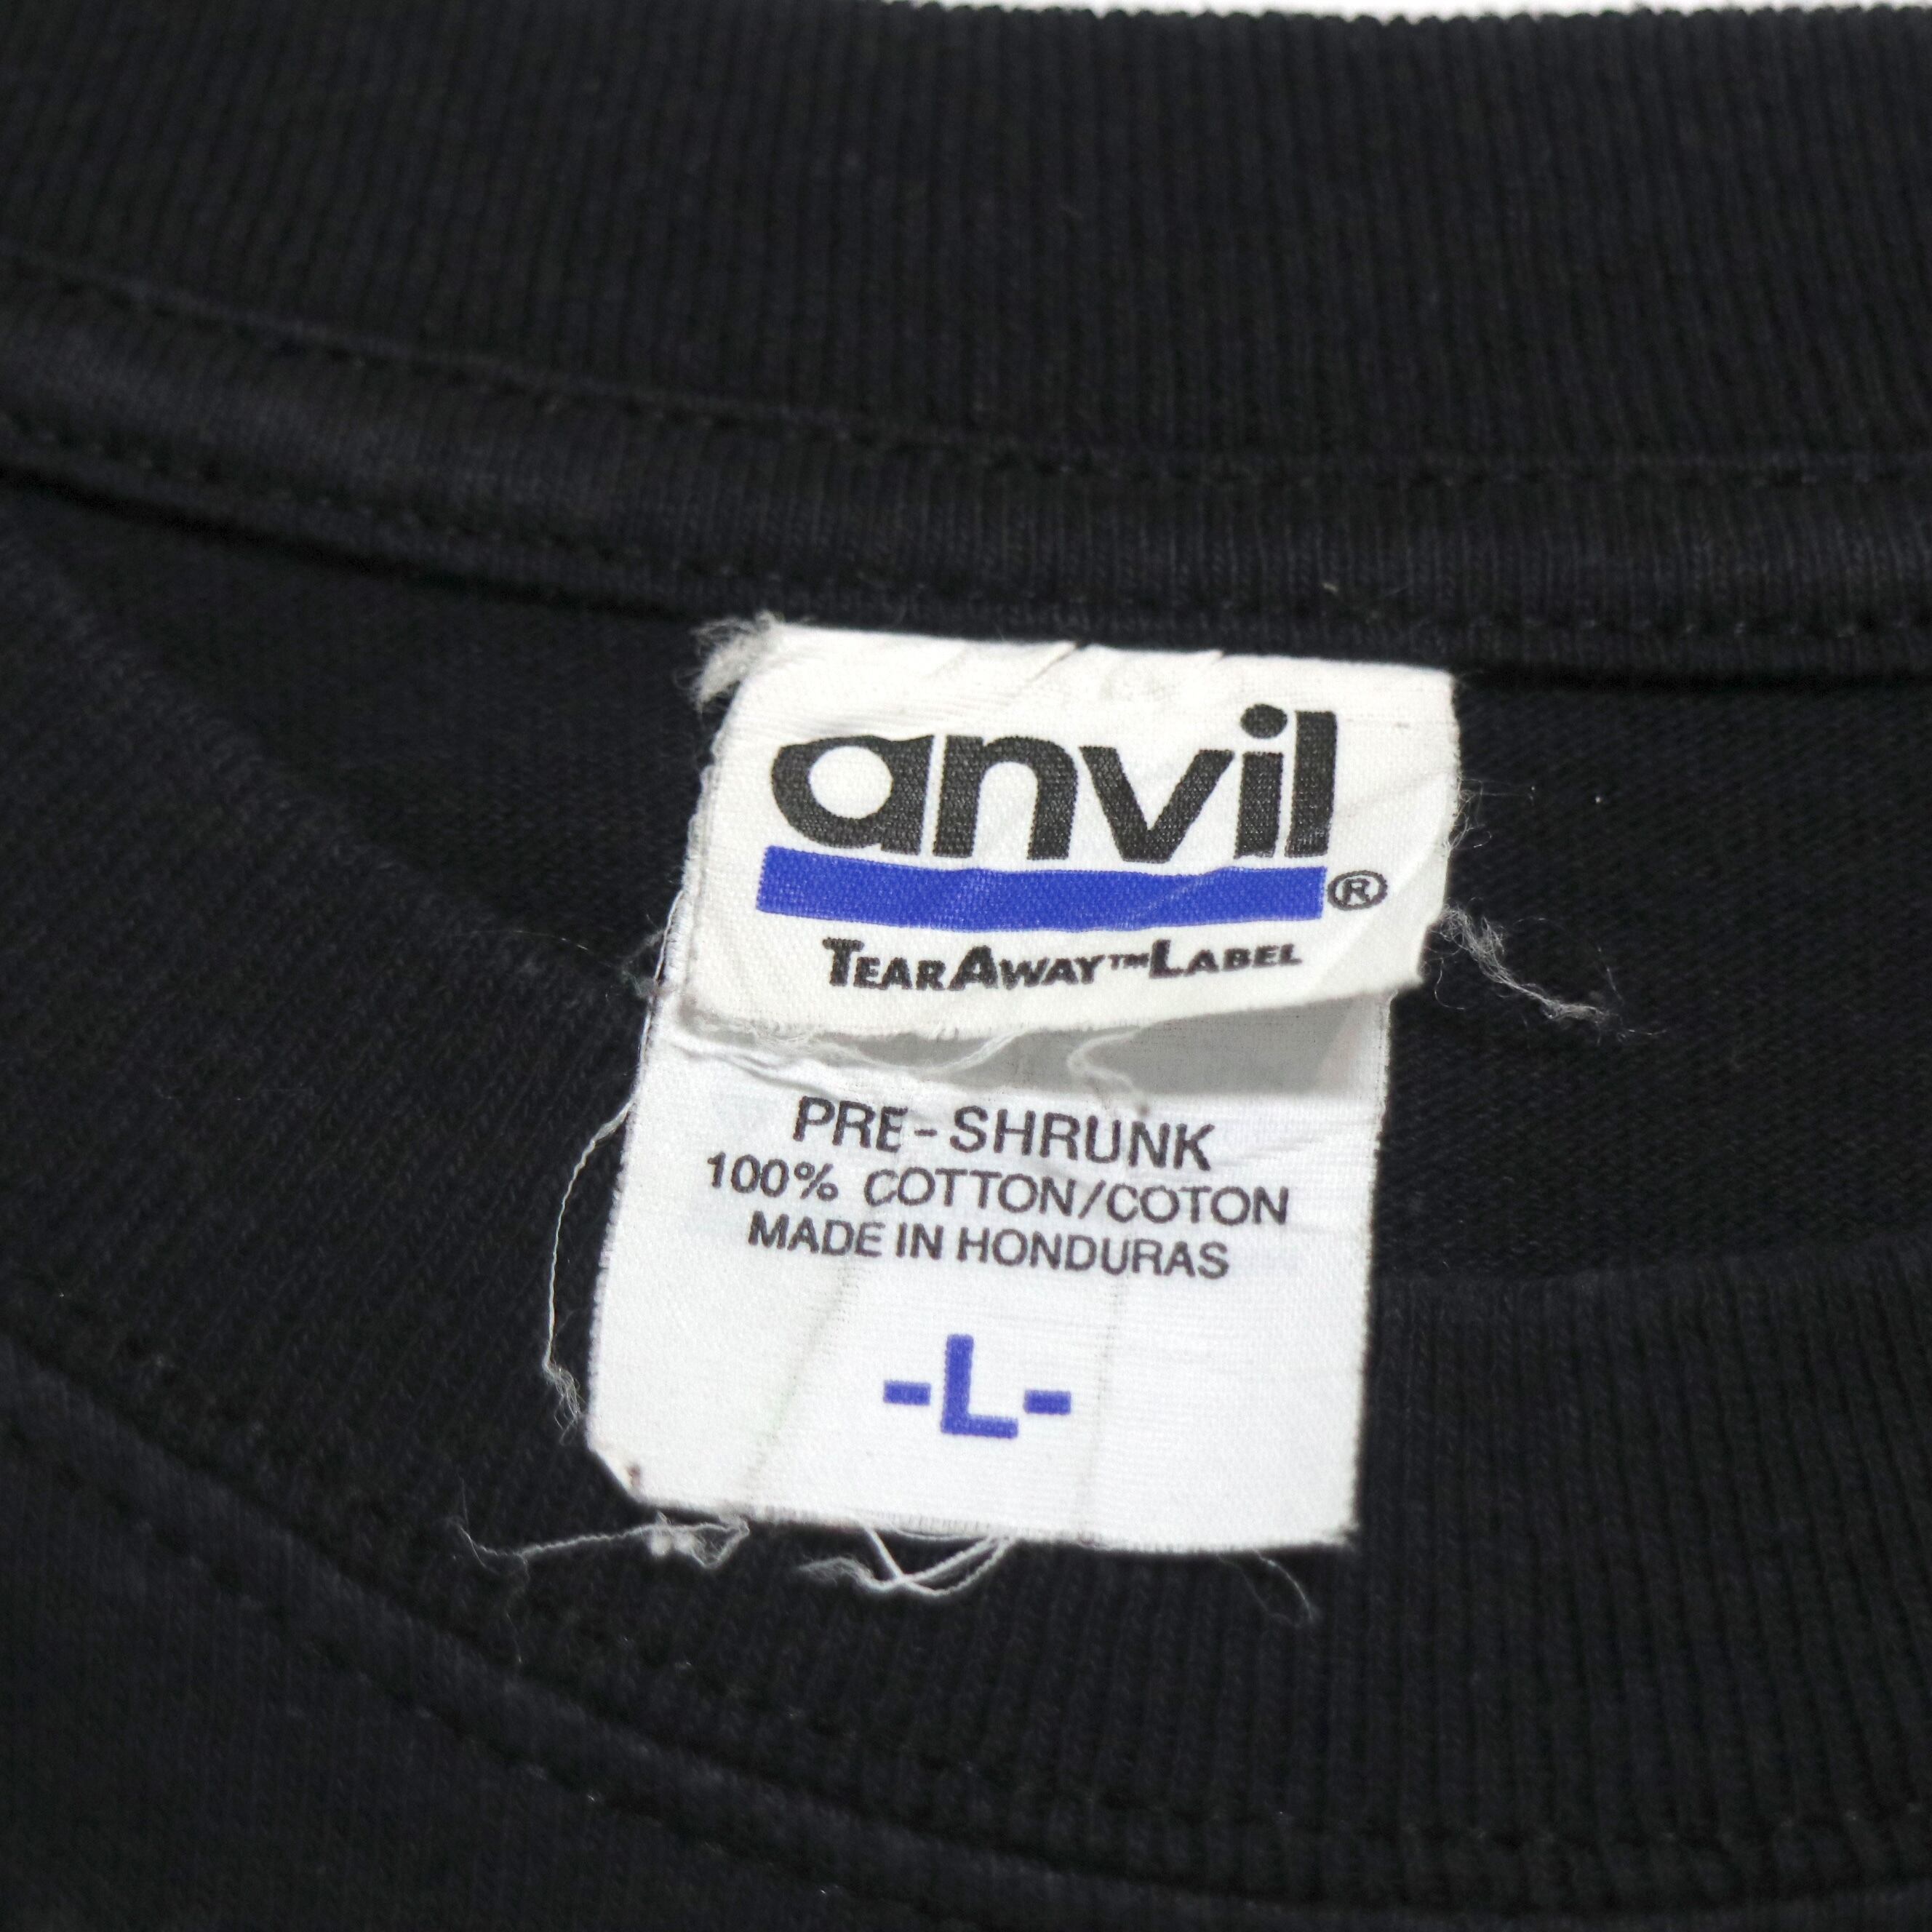 anvil®
TEARAWAY™LABEL
PRE-SHRUNK
100% COTTON/COTON
MADE IN HONDURAS
-L-